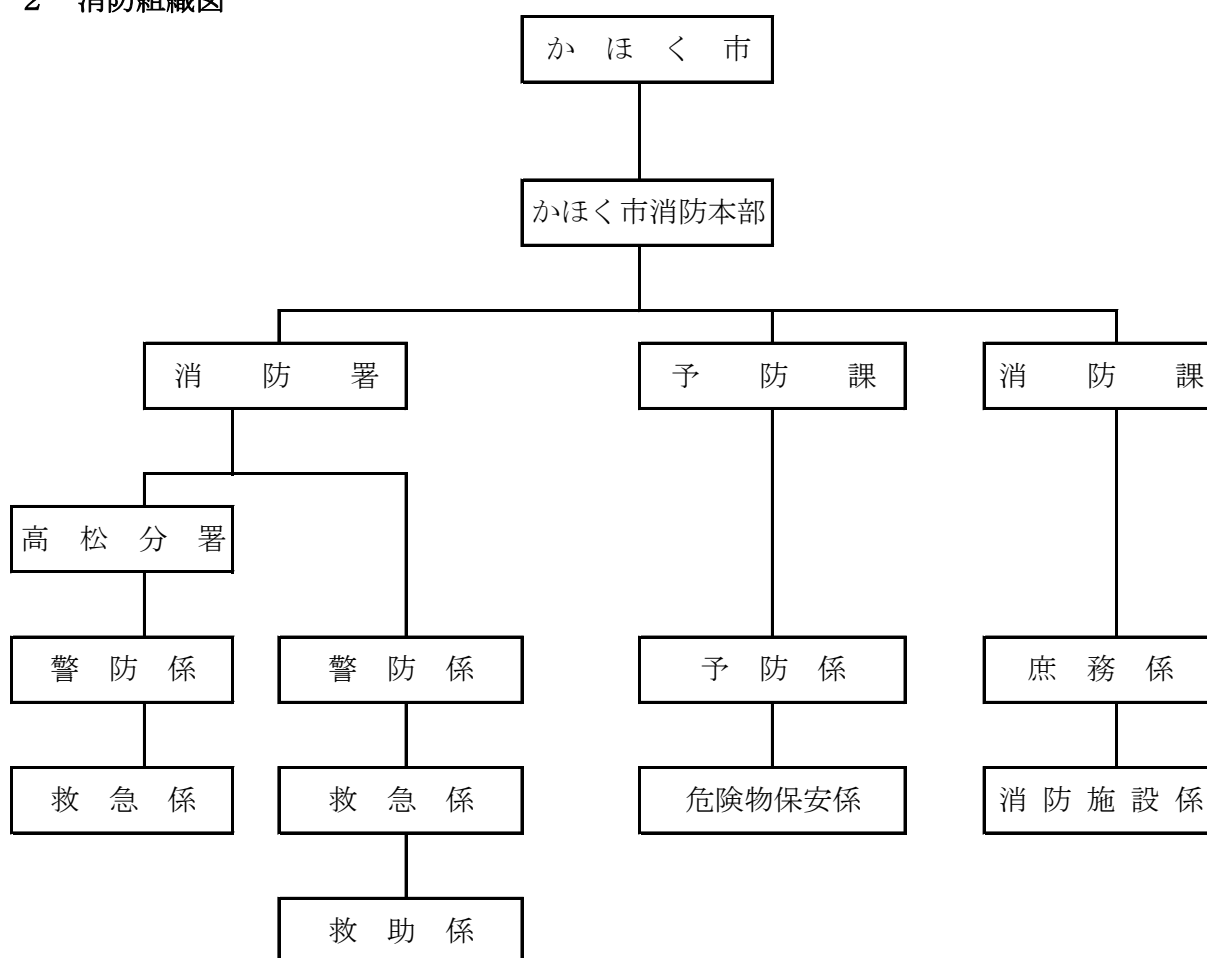 2 消防組織図
かほく市
かほく市消防本部
消防署 予防課 消防課
高松分署
警防係 警防係 予防係 庶務係
救急係 救急係 危険物保安係 消防施設係
救助係